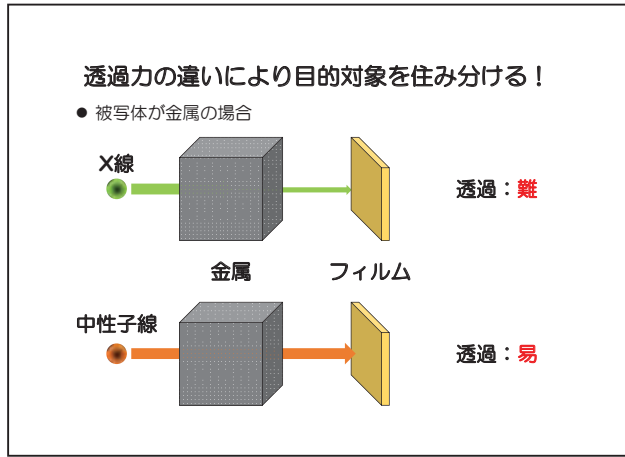 透過力の違いにより目的対象を住み分ける！
● 被写体が金属の場合
X線
透過：難
金属
フィルム
中性子線
透過：易